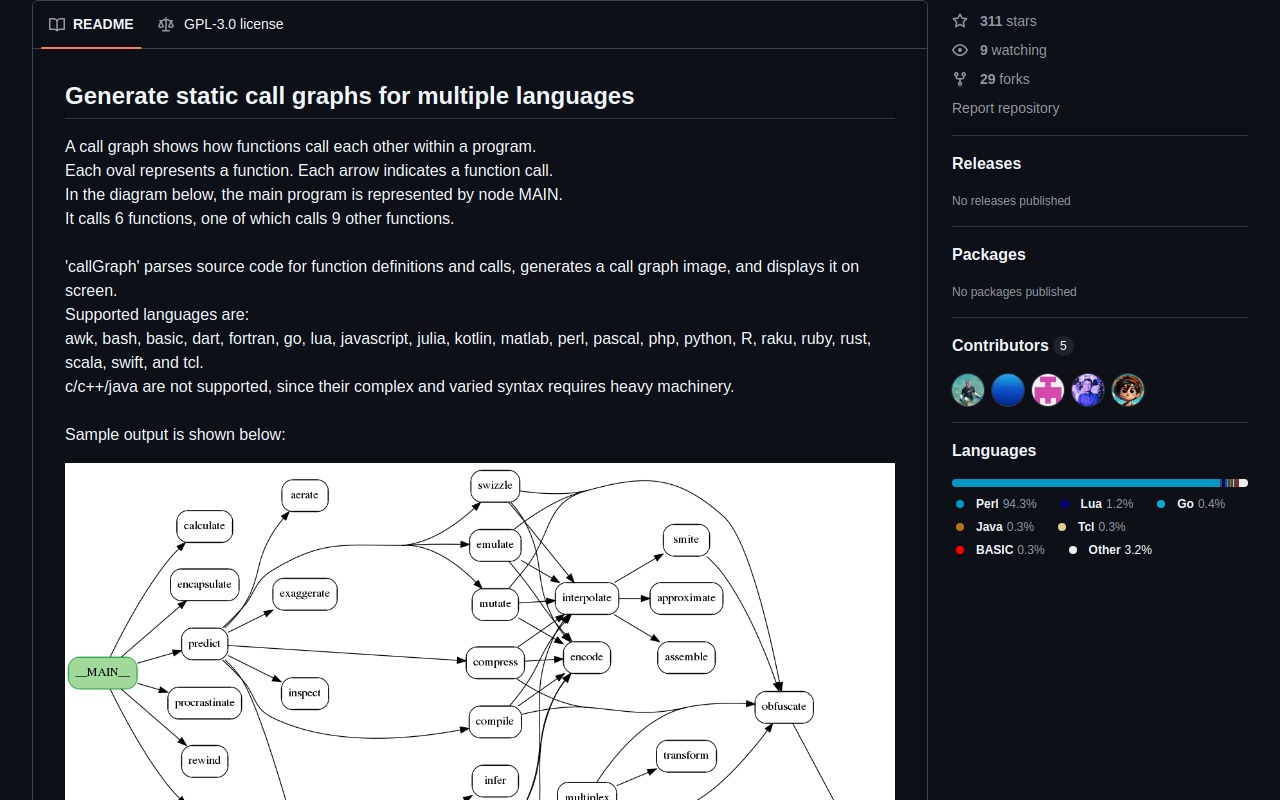 README
GPL-3.0 license
Generate static call graphs for multiple languages
A call graph shows how functions call each other within a program.
Each oval represents a function. Each arrow indicates a function call.
In the diagram below, the main program is represented by node MAIN.
It calls 6 functions, one of which calls 9 other functions.
'callGraph' parses source code for function definitions and calls, generates a call graph image, and displays it on
screen.
Supported languages are:
awk, bash, basic, dart, fortran, go, lua, javascript, julia, kotlin, matlab, perl, pascal, php, python, R, raku, ruby, rust,
scala, swift, and tcl.
c/c++/java are not supported, since their complex and varied syntax requires heavy machinery.
Sample output is shown below:
swizzle
aerate
calculate
smite
emulate
encapsulate
exaggerate
interpolate
approximate
mutate
predict
encode
assemble
compress
__MAIN__
inspect
procrastinate
obfuscate
compile
transform
rewind
infer
multiplex
311 stars
9 watching
29 forks
Report repository
Releases
No releases published
Packages
No packages published
Contributors 5
Languages
Perl 94.3% Lua 1.2% Go 0.4%
Java 0.3% Tcl 0.3%
BASIC 0.3% Other 3.2%